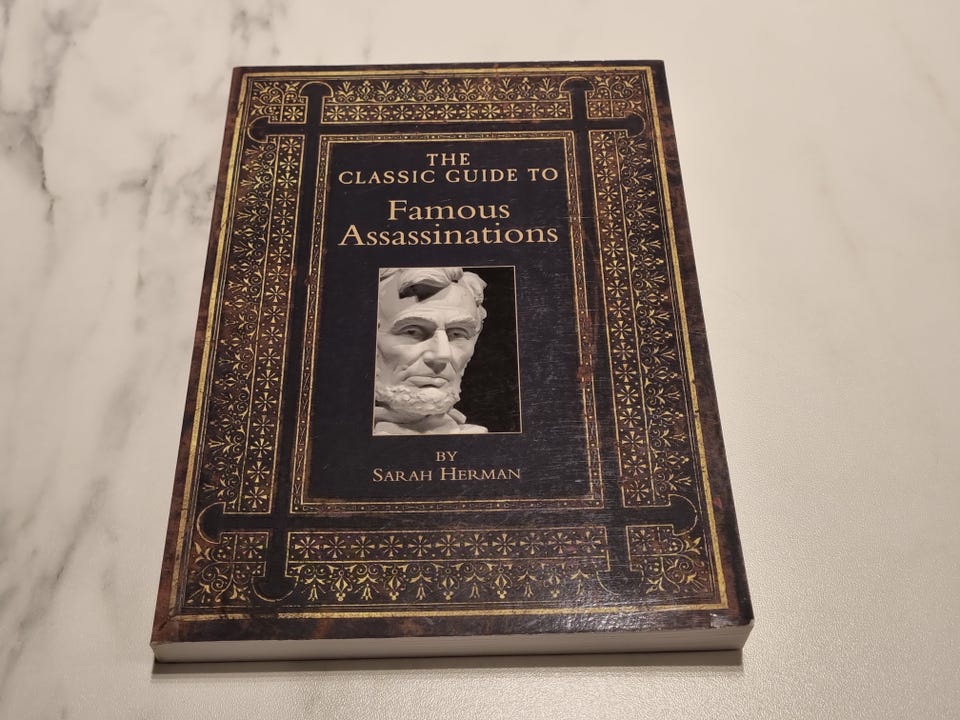 THE
CLASSIC GUIDE TO
Famous
Assassinations
BY
SARAH HERMAN